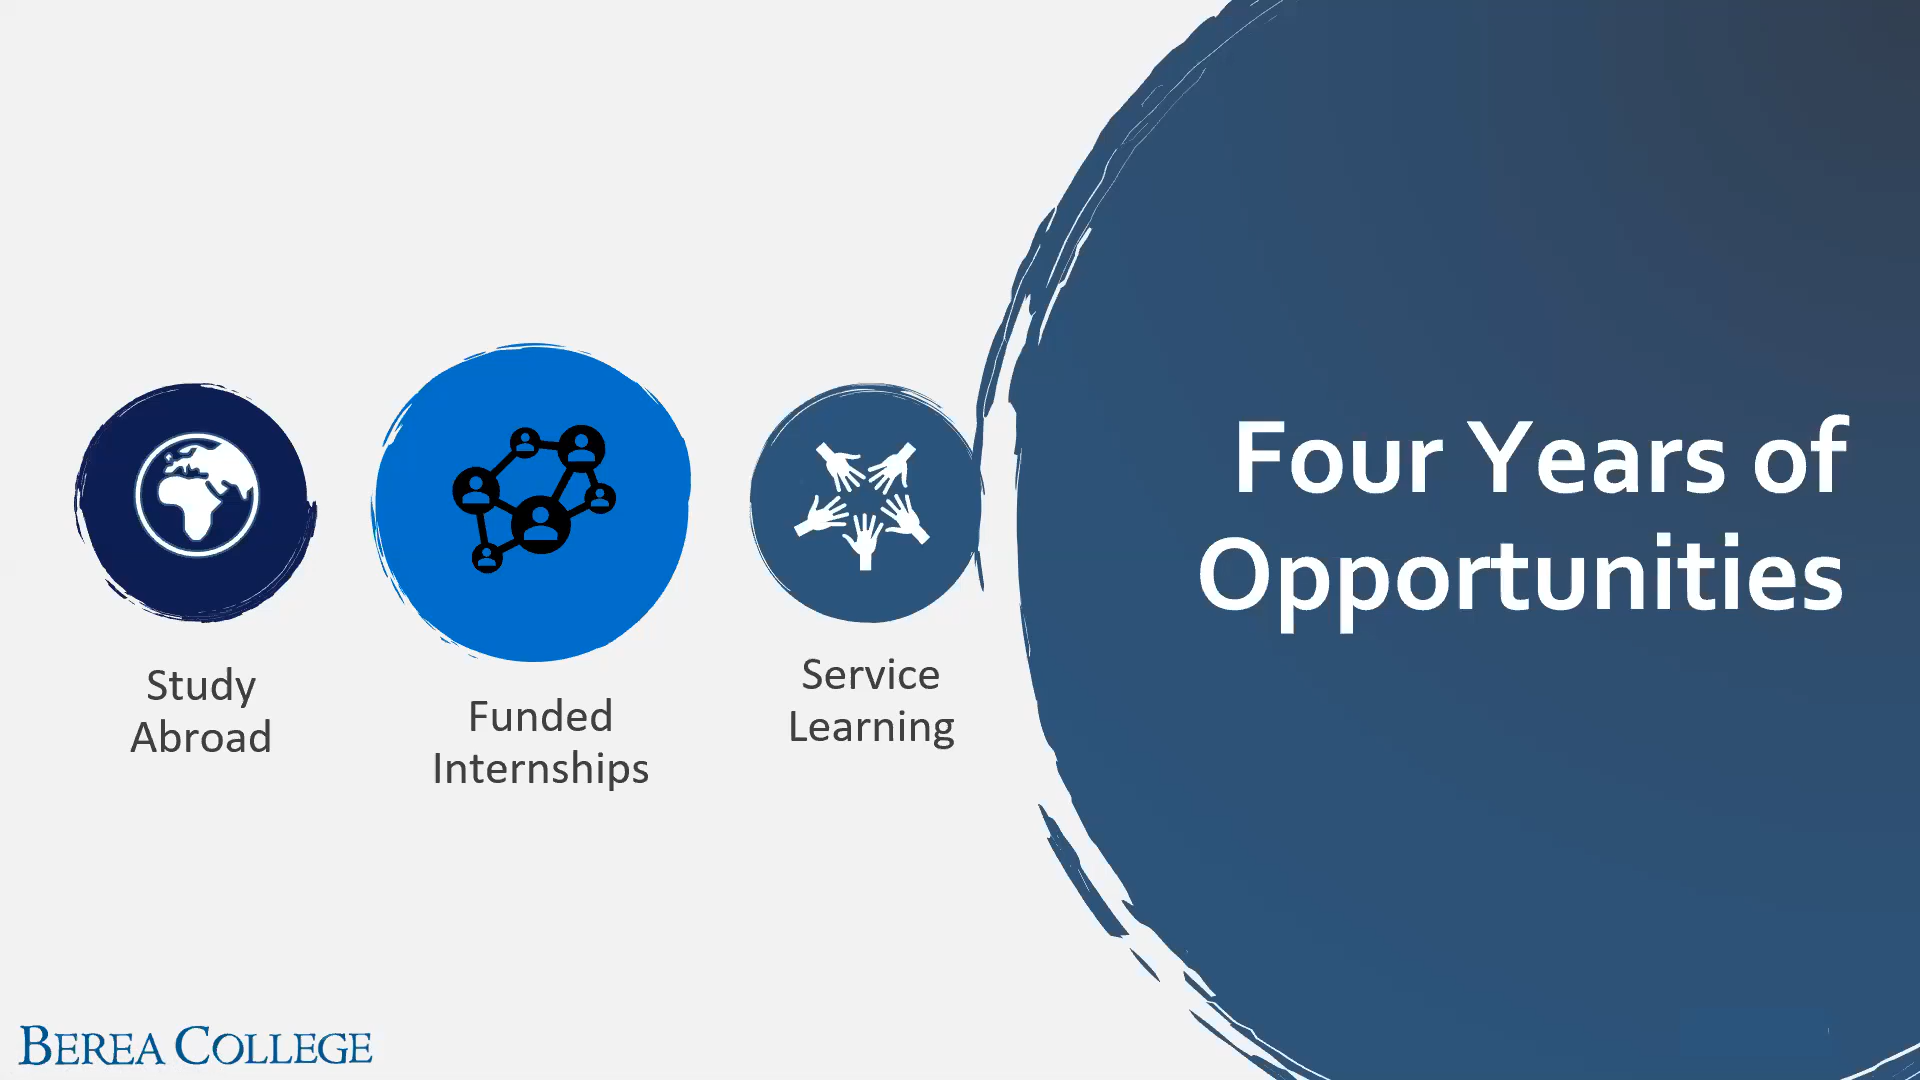 Four Years of
Opportunities
Study
Abroad
Funded
Internships
Service
Learning
BEREA COLLEGE